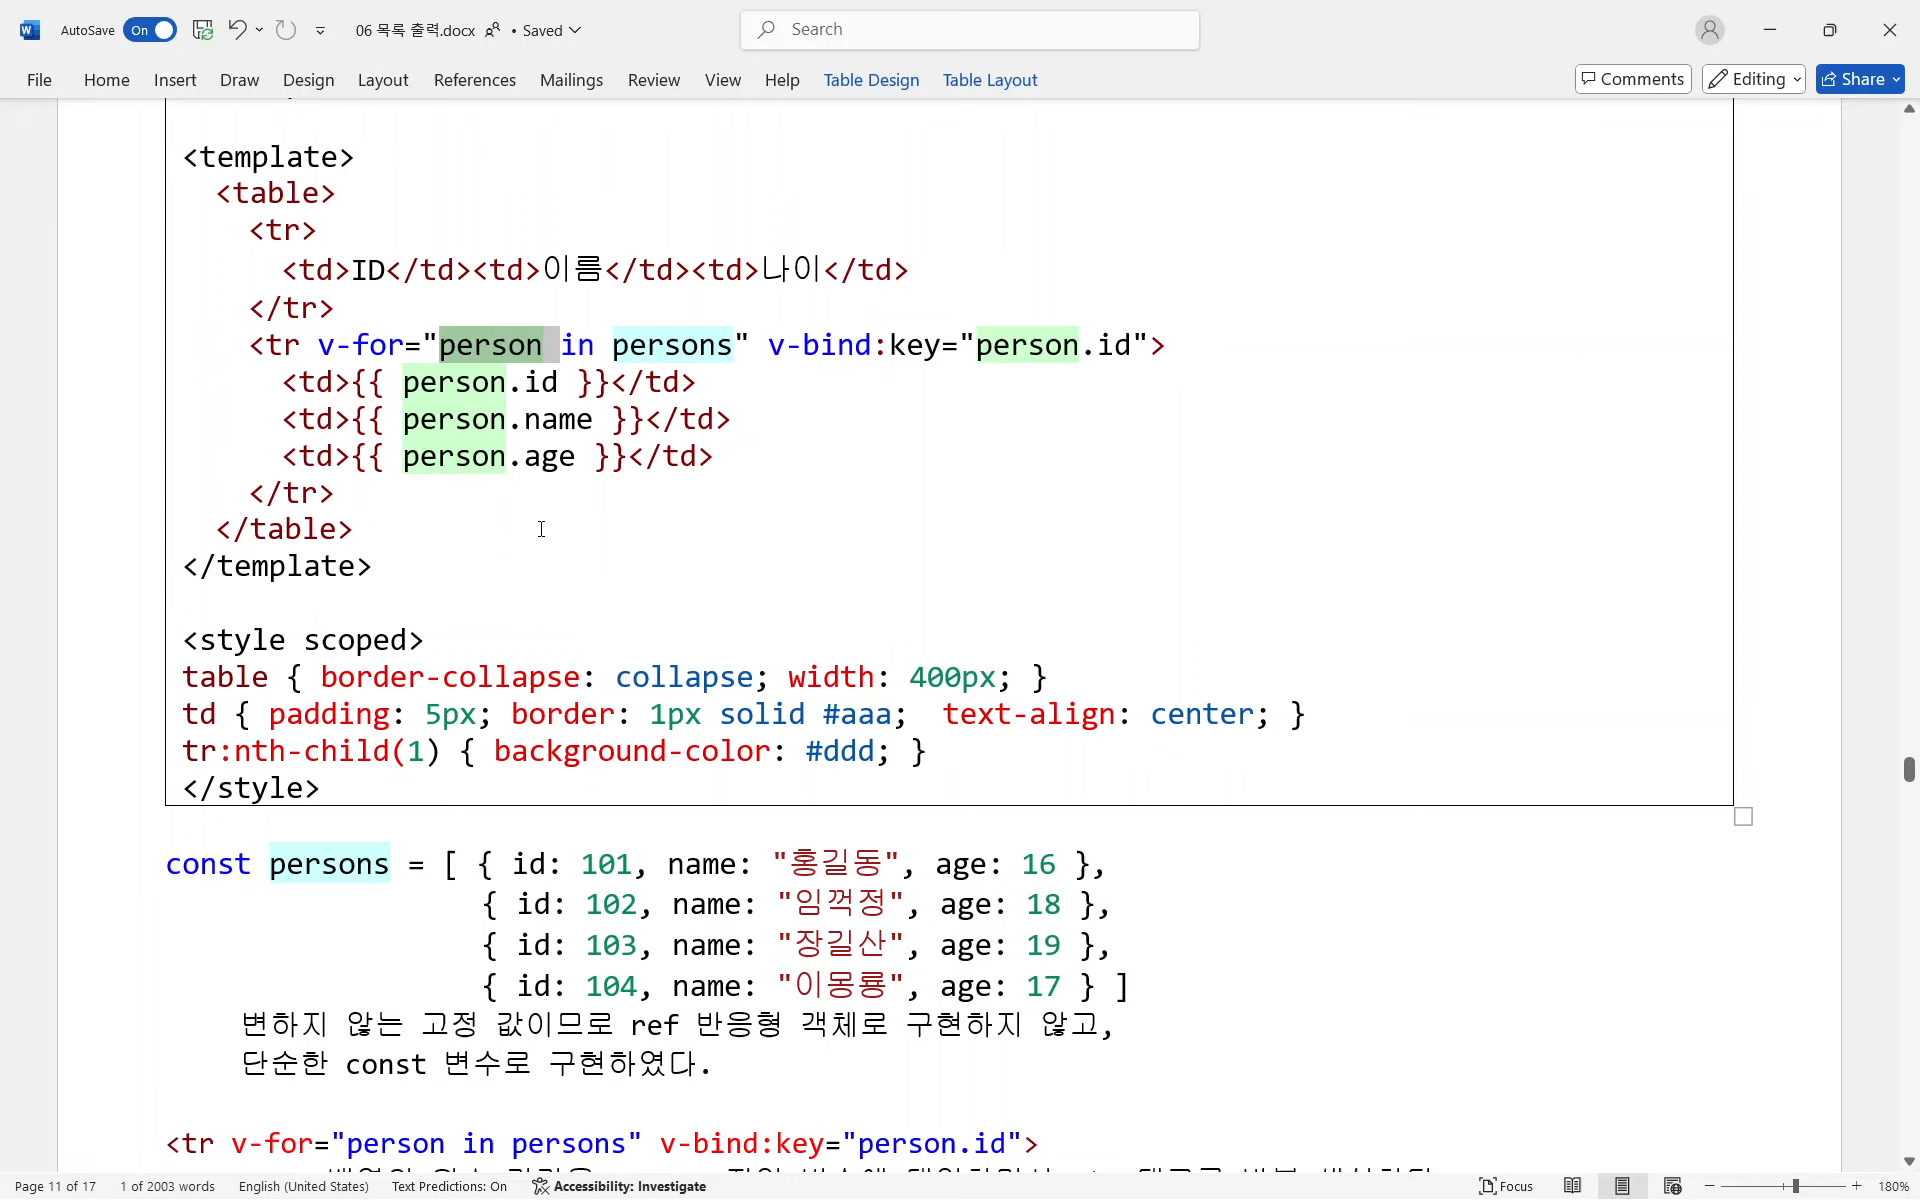 AutoSave On 06 목록 출력.docx • Saved Search
File Home Insert Draw Design Layout References Mailings Review View Help Table Design Table Layout Comments Editing Share
<template>
<table>
<tr>
<td>ID</td><td>이름</td><td>나이</td>
</tr>
<tr v-for="person in persons" v-bind:key="person.id">
<td>{{ person.id }}</td>
<td>{{ person.name }}</td>
<td>{{ person.age }}</td>
</tr>
</table>
</template>
<style scoped>
table { border-collapse: collapse; width: 400px; }
td { padding: 5px; border: 1px solid #aaa;  text-align: center; }
tr:nth-child(1) { background-color: #ddd; }
</style>
const persons = [ { id: 101, name: "홍길동", age: 16 },
{ id: 102, name: "임꺽정", age: 18 },
{ id: 103, name: "장길산", age: 19 },
{ id: 104, name: "이몽룡", age: 17 } ]
변하지 않는 고정 값이므로 ref 반응형 객체로 구현하지 않고,
단순한 const 변수로 구현하였다.
<tr v-for="person in persons" v-bind:key="person.id">
Page 11 of 17 1 of 2003 words English (United States) Text Predictions: On Accessibility: Investigate Focus 180%